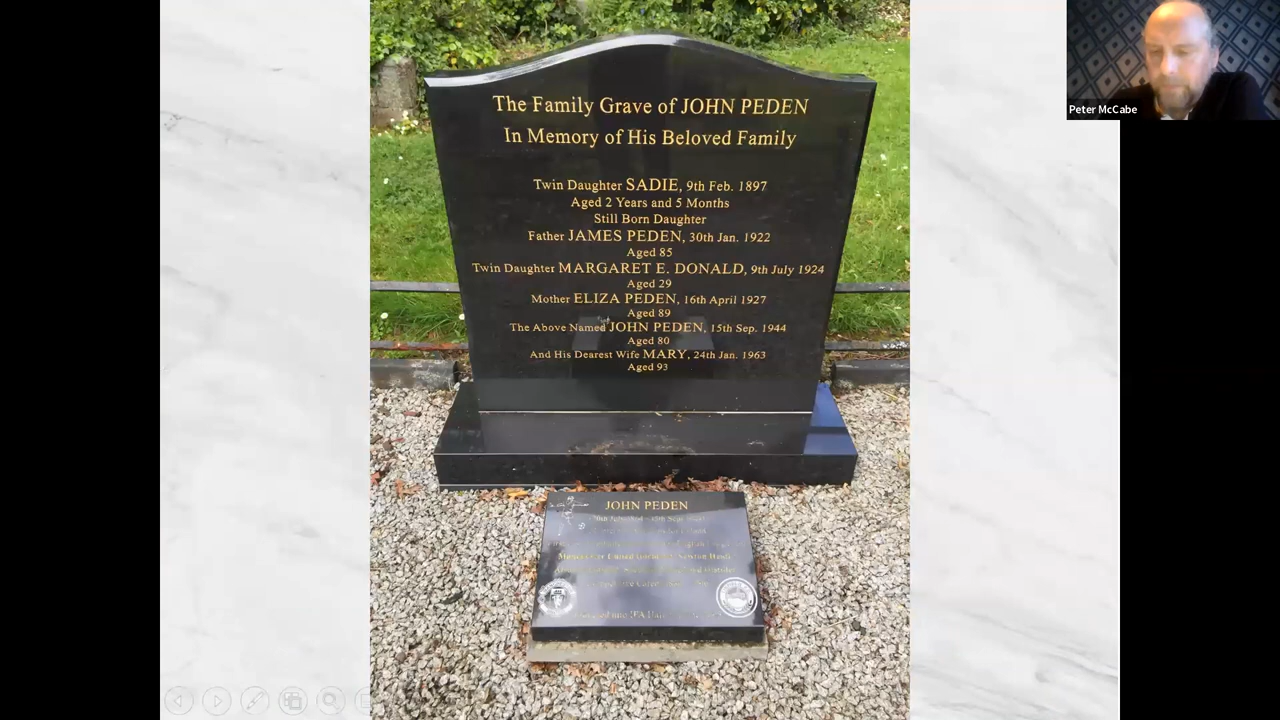 The Family Grave of JOHN PEDEN
In Memory of His Beloved Family
Twin Daughter SADIE, 9th Feb. 1897
Aged 2 Years and 5 Months
Still Born Daughter
Father JAMES PEDEN, 30th Jan. 1922
Aged 85
Twin Daughter MARGARET E. DONALD, 9th July 1924
Aged 29
Mother ELIZA PEDEN, 16th April 1927
Aged 89
The Above Named JOHN PEDEN, 15th Sep. 1944
Aged 80
And His Dearest Wife MARY, 24th Jan. 1963
Aged 93
JOHN PEDEN
Peter McCabe